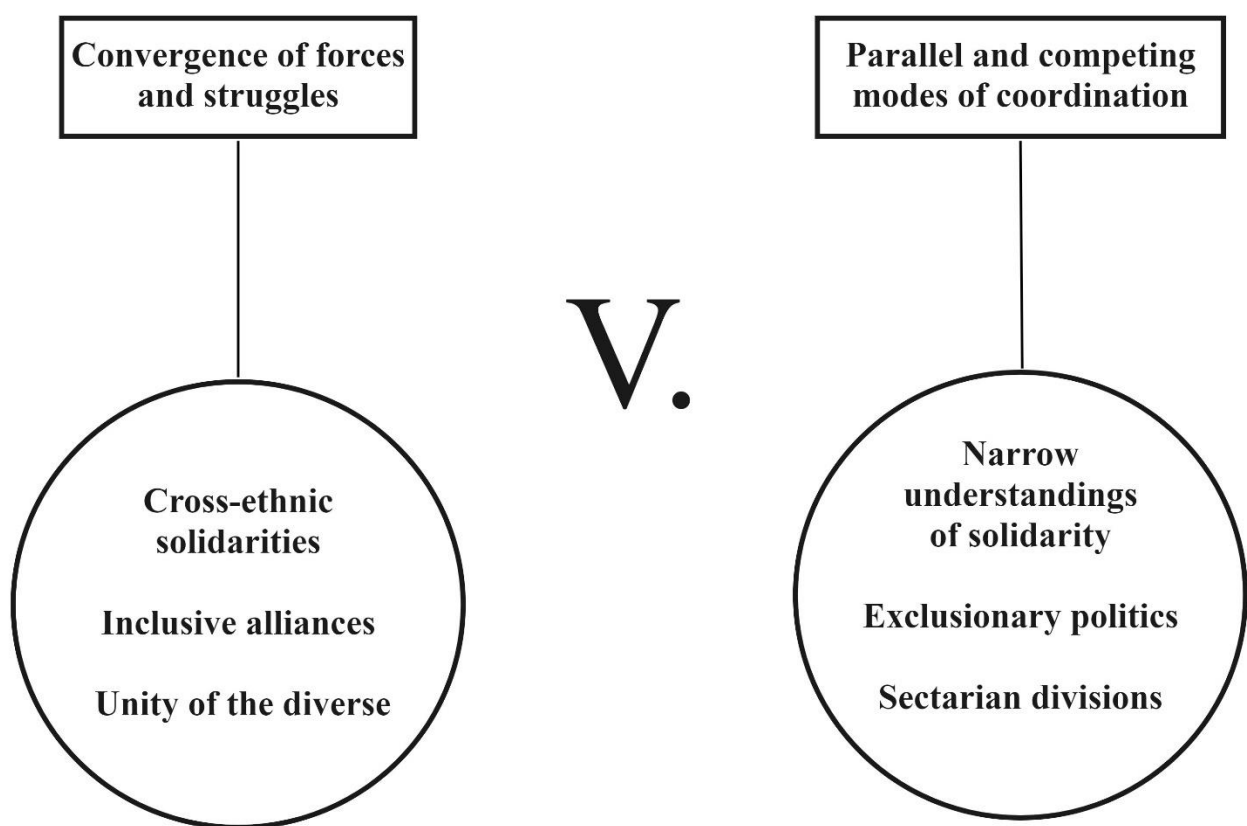 Convergence of forces
and struggles
Parallel and competing
modes of coordination
V.
Cross-ethnic
solidarities
Inclusive alliances
Unity of the diverse
Narrow
understandings
of solidarity
Exclusionary politics
Sectarian divisions